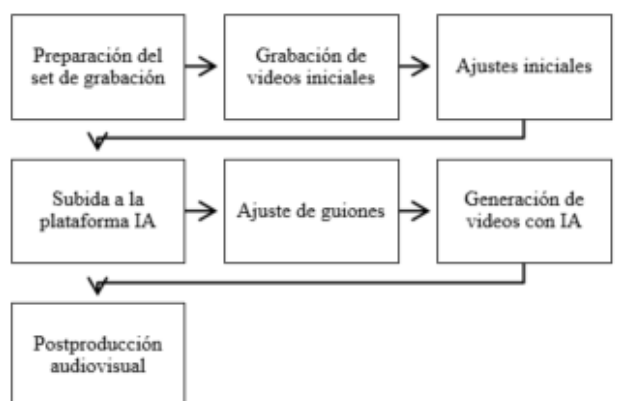 Preparación del
set de grabación
Grabación de
videos iniciales
Ajustes iniciales
Subida a la
plataforma IA
Ajuste de guiones
Generación de
videos con IA
Postproducción
audiovisual